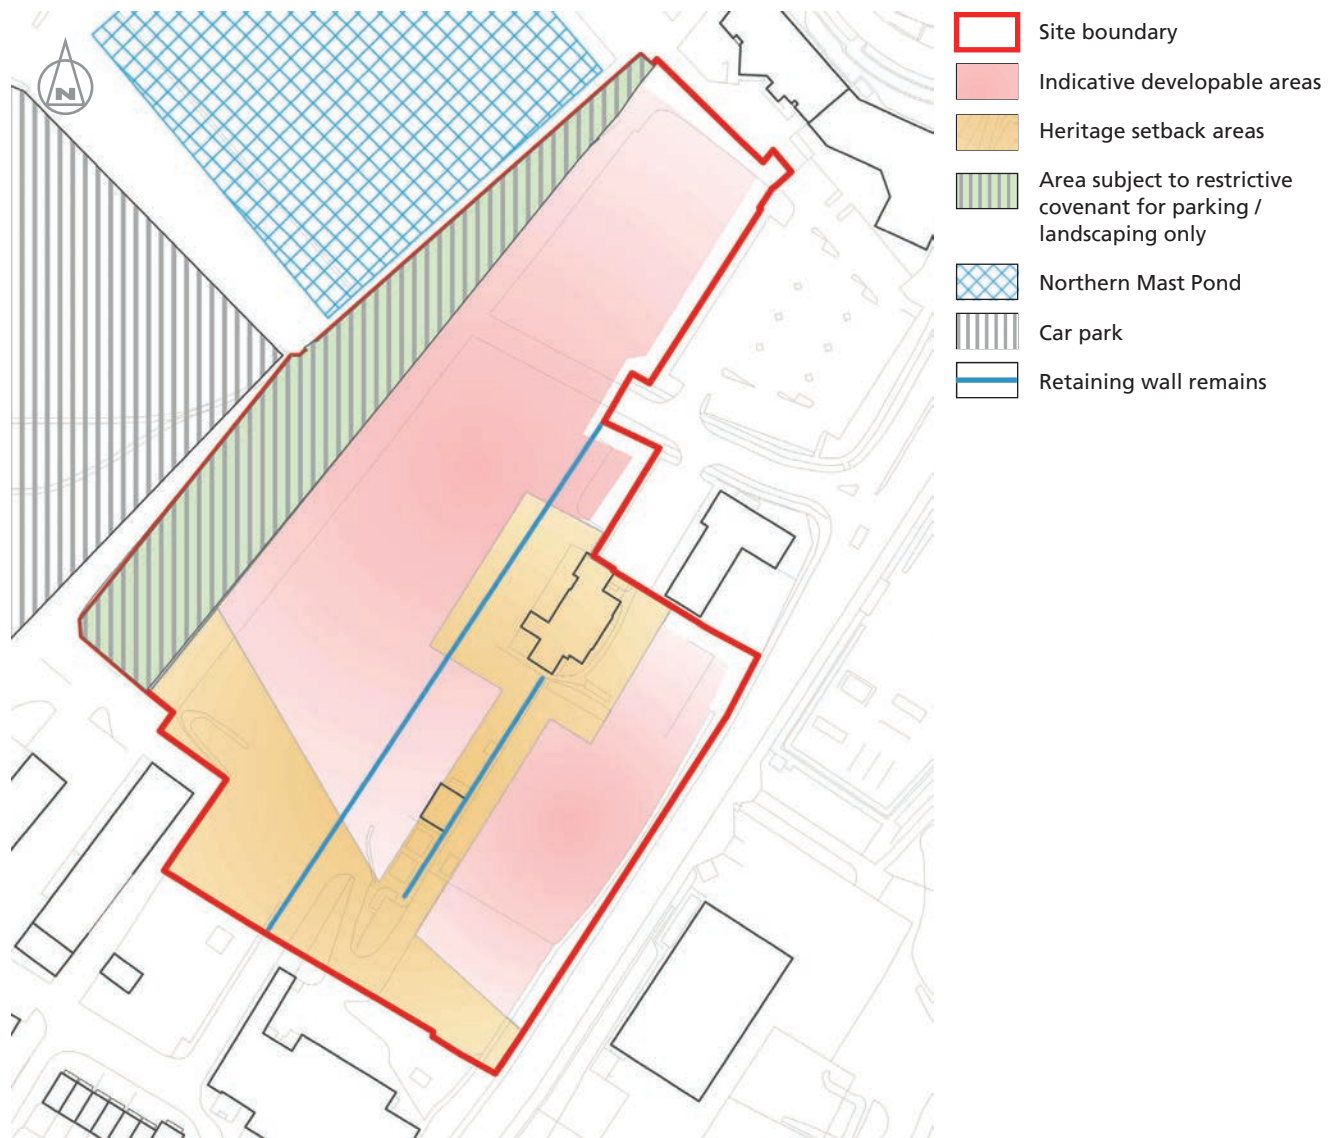 N
Site boundary
Indicative developable areas
Heritage setback areas
Area subject to restrictive
covenant for parking /
landscaping only
Northern Mast Pond
Car park
Retaining wall remains